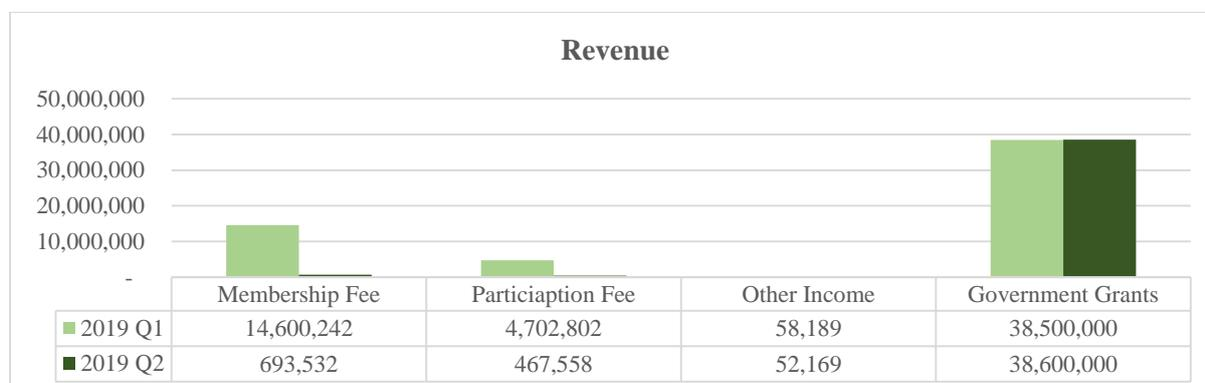 Revenue
50,000,000
40,000,000
30,000,000
20,000,000
10,000,000
-
Membership Fee Particiaption Fee Other Income Government Grants
2019 Q1 14,600,242 4,702,802 58,189 38,500,000
2019 Q2 693,532 467,558 52,169 38,600,000